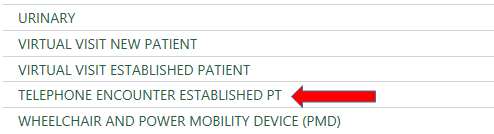 URINARY
VIRTUAL VISIT NEW PATIENT
VIRTUAL VISIT ESTABLISHED PATIENT
TELEPHONE ENCOUNTER ESTABLISHED PT
WHEELCHAIR AND POWER MOBILITY DEVICE (PMD)